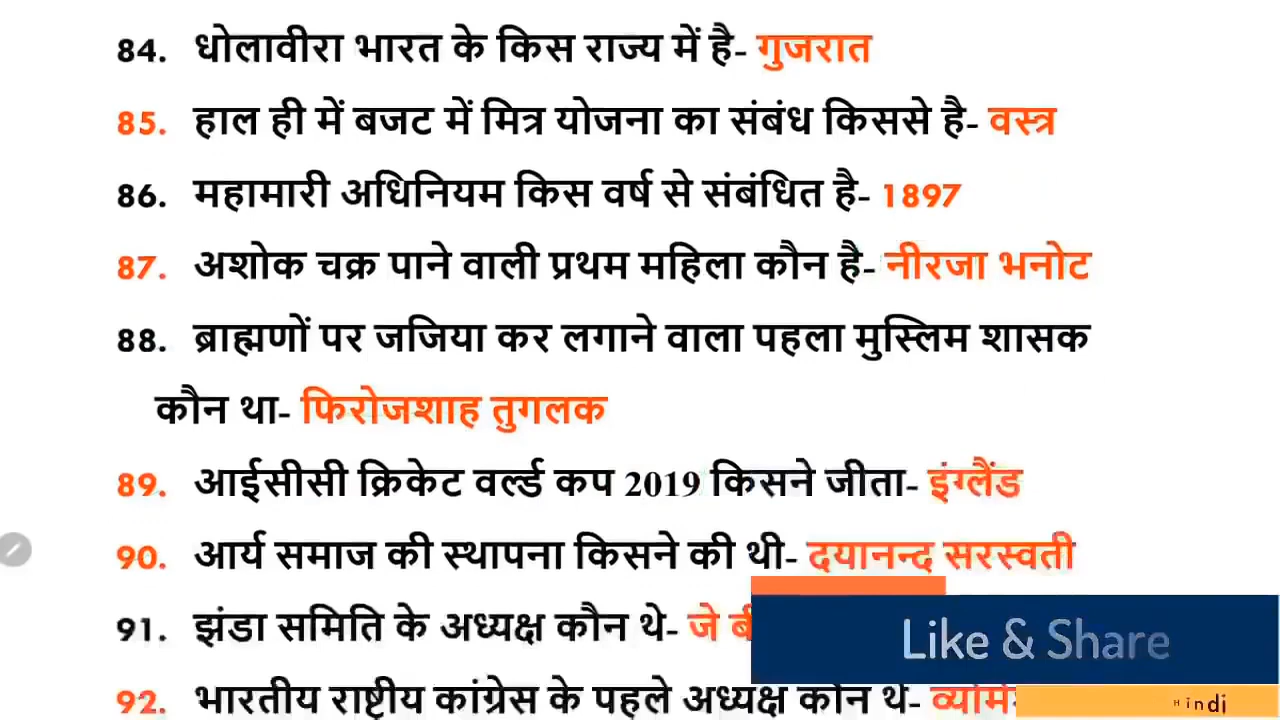 84. धोलावीरा भारत के किस राज्य में है- गुजरात
85. हाल ही में बजट में मित्र योजना का संबंध किससे है- वस्त्र
86. महामारी अधिनियम किस वर्ष से संबंधित है- 1897
87. अशोक चक्र पाने वाली प्रथम महिला कौन है- नीरजा भनोट
88. ब्राह्मणों पर जजिया कर लगाने वाला पहला मुस्लिम शासक
कौन था- फिरोजशाह तुगलक
89. आईसीसी क्रिकेट वर्ल्ड कप 2019 किसने जीता- इंग्लैंड
90. आर्य समाज की स्थापना किसने की थी- दयानन्द सरस्वती
91. झंडा समिति के अध्यक्ष कौन थे- जे
Like & Share
92. भारतीय राष्ट्रीय कांग्रेस के पहले अध्यक्ष कौन थे-
Hindi